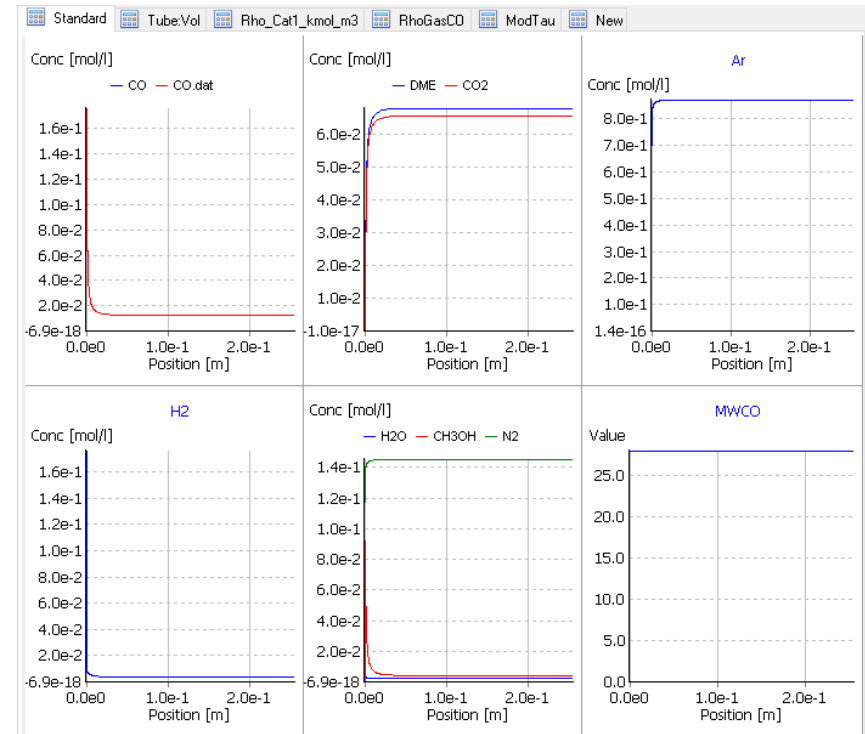 Standard Tube:Vol Rho_Cat1_kmol_m3 RhoGasCO ModTau New
Conc [mol/l]
CO CO.dat
1.6e-1
1.4e-1
1.2e-1
1.0e-1
8.0e-2
6.0e-2
4.0e-2
2.0e-2
-6.9e-18
0.0e0 1.0e-1 2.0e-1
Position [m]
Conc [mol/l]
DME CO2
6.0e-2
5.0e-2
4.0e-2
3.0e-2
2.0e-2
1.0e-2
-1.0e-17
0.0e0 1.0e-1 2.0e-1
Position [m]
Ar
Conc [mol/l]
8.0e-1
7.0e-1
6.0e-1
5.0e-1
4.0e-1
3.0e-1
2.0e-1
1.0e-1
1.4e-16
0.0e0 1.0e-1 2.0e-1
Position [m]
H2
Conc [mol/l]
1.6e-1
1.4e-1
1.2e-1
1.0e-1
8.0e-2
6.0e-2
4.0e-2
2.0e-2
-6.9e-18
0.0e0 1.0e-1 2.0e-1
Position [m]
Conc [mol/l]
H2O CH3OH N2
1.4e-1
1.2e-1
1.0e-1
8.0e-2
6.0e-2
4.0e-2
2.0e-2
-6.9e-18
0.0e0 1.0e-1 2.0e-1
Position [m]
MWCO
Value
25.0
20.0
15.0
10.0
5.0
0.0
0.0e0 1.0e-1 2.0e-1
Position [m]